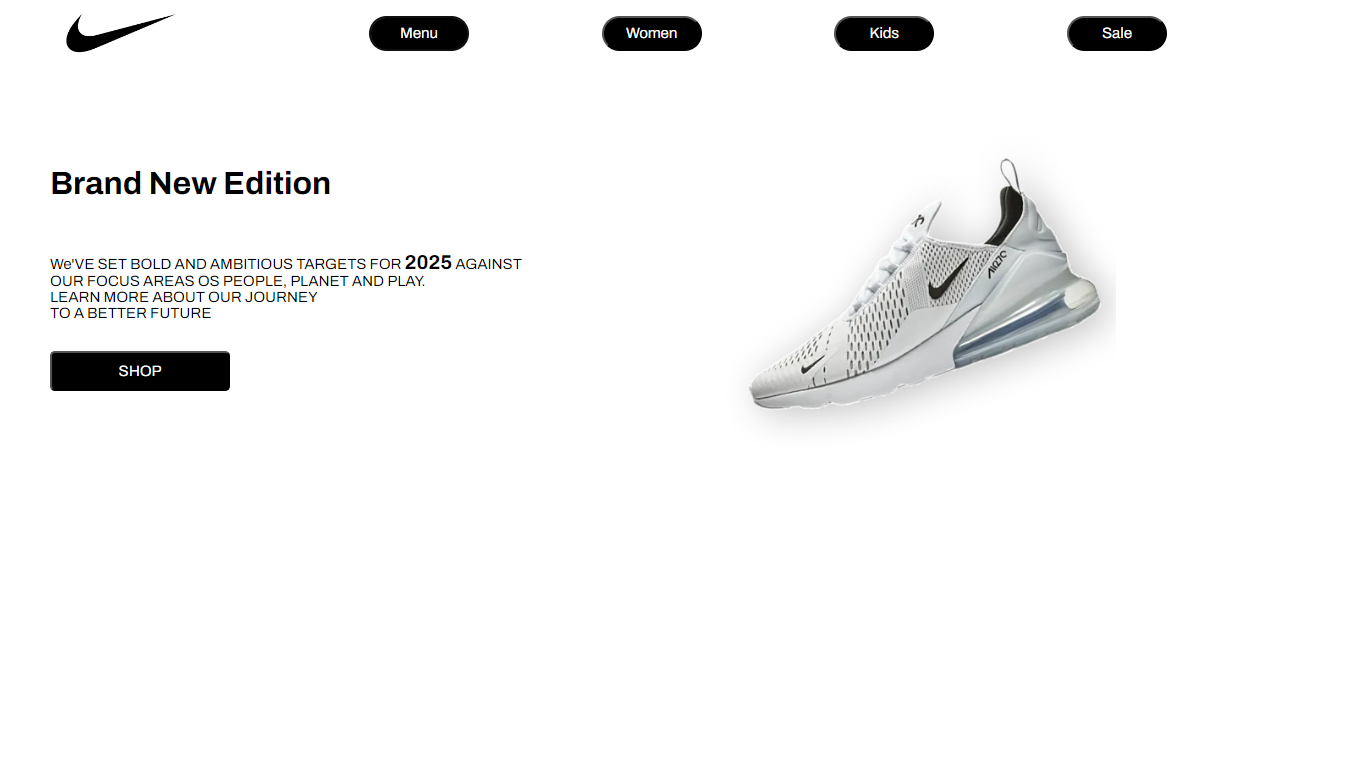 Menu
Women
Kids
Sale
Brand New Edition
We'VE SET BOLD AND AMBITIOUS TARGETS FOR 2025 AGAINST
OUR FOCUS AREAS OS PEOPLE, PLANET AND PLAY.
LEARN MORE ABOUT OUR JOURNEY
TO A BETTER FUTURE
SHOP
AIR270